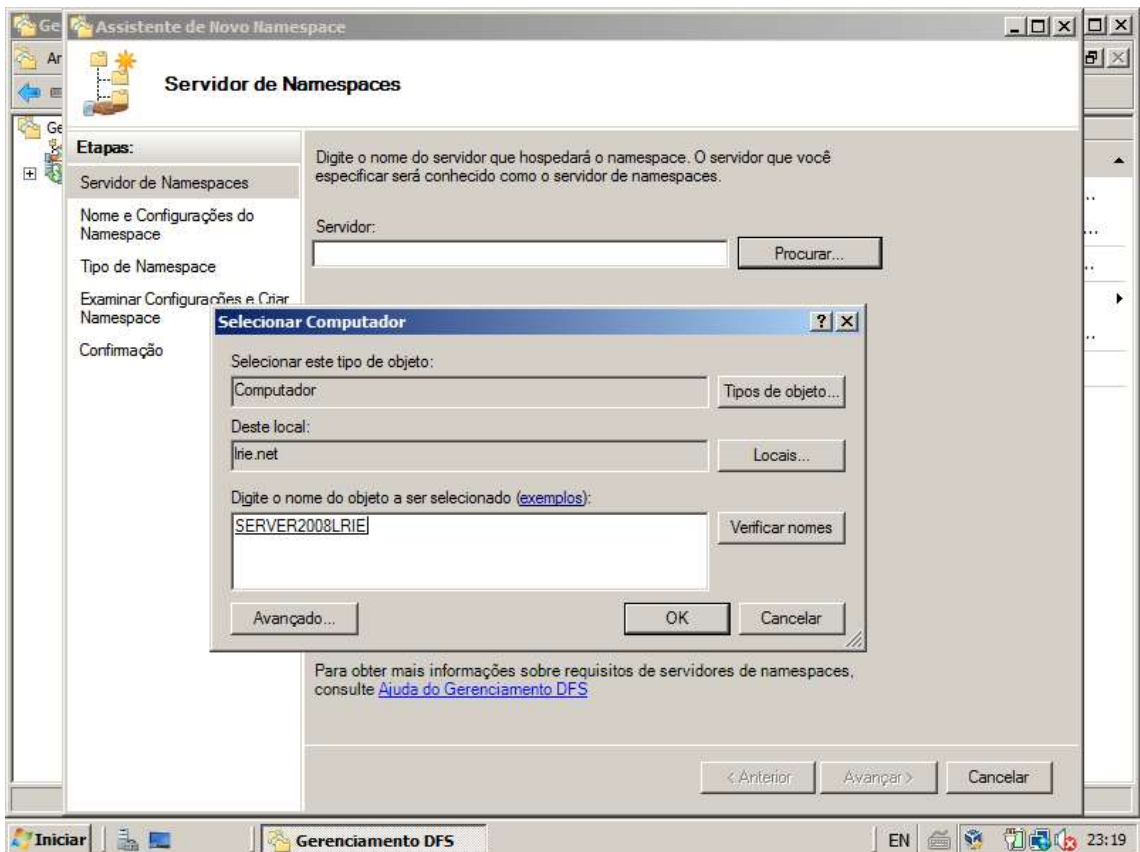 Ge
Assistente de Novo Namespace
Ar
Servidor de Namespaces
Ge
Etapas:
Servidor de Namespaces
Nome e Configurações do
Namespace
Tipo de Namespace
Examinar Configurações e Criar
Namespace
Confirmação
Digite o nome do servidor que hospedará o namespace. O servidor que você
especificar será conhecido como o servidor de namespaces.
Servidor:
Procurar...
Selecionar Computador
Selecionar este tipo de objeto:
Computador
Tipos de objeto...
Deste local:
lrie.net
Locais...
Digite o nome do objeto a ser selecionado (exemplos):
SERVER2008LRIE
Verificar nomes
Avançado...
OK
Cancelar
Para obter mais informações sobre requisitos de servidores de namespaces,
consulte Ajuda do Gerenciamento DFS
< Anterior
Avançar >
Cancelar
Iniciar
Gerenciamento DFS
EN
23:19